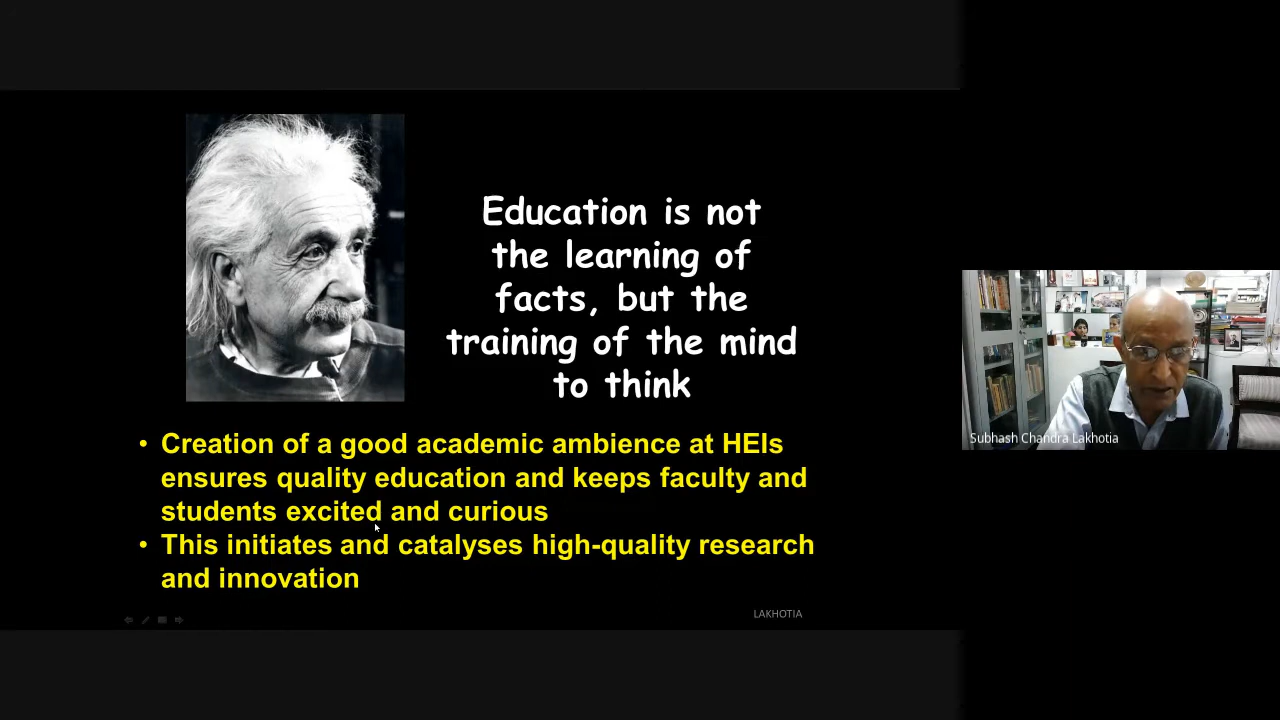 Education is not
the learning of
facts, but the
training of the mind
to think
• Creation of a good academic ambience at HEIs
ensures quality education and keeps faculty and
students excited and curious
• This initiates and catalyses high-quality research
and innovation
LAKHOTIA
Subhash Chandra Lakhotia